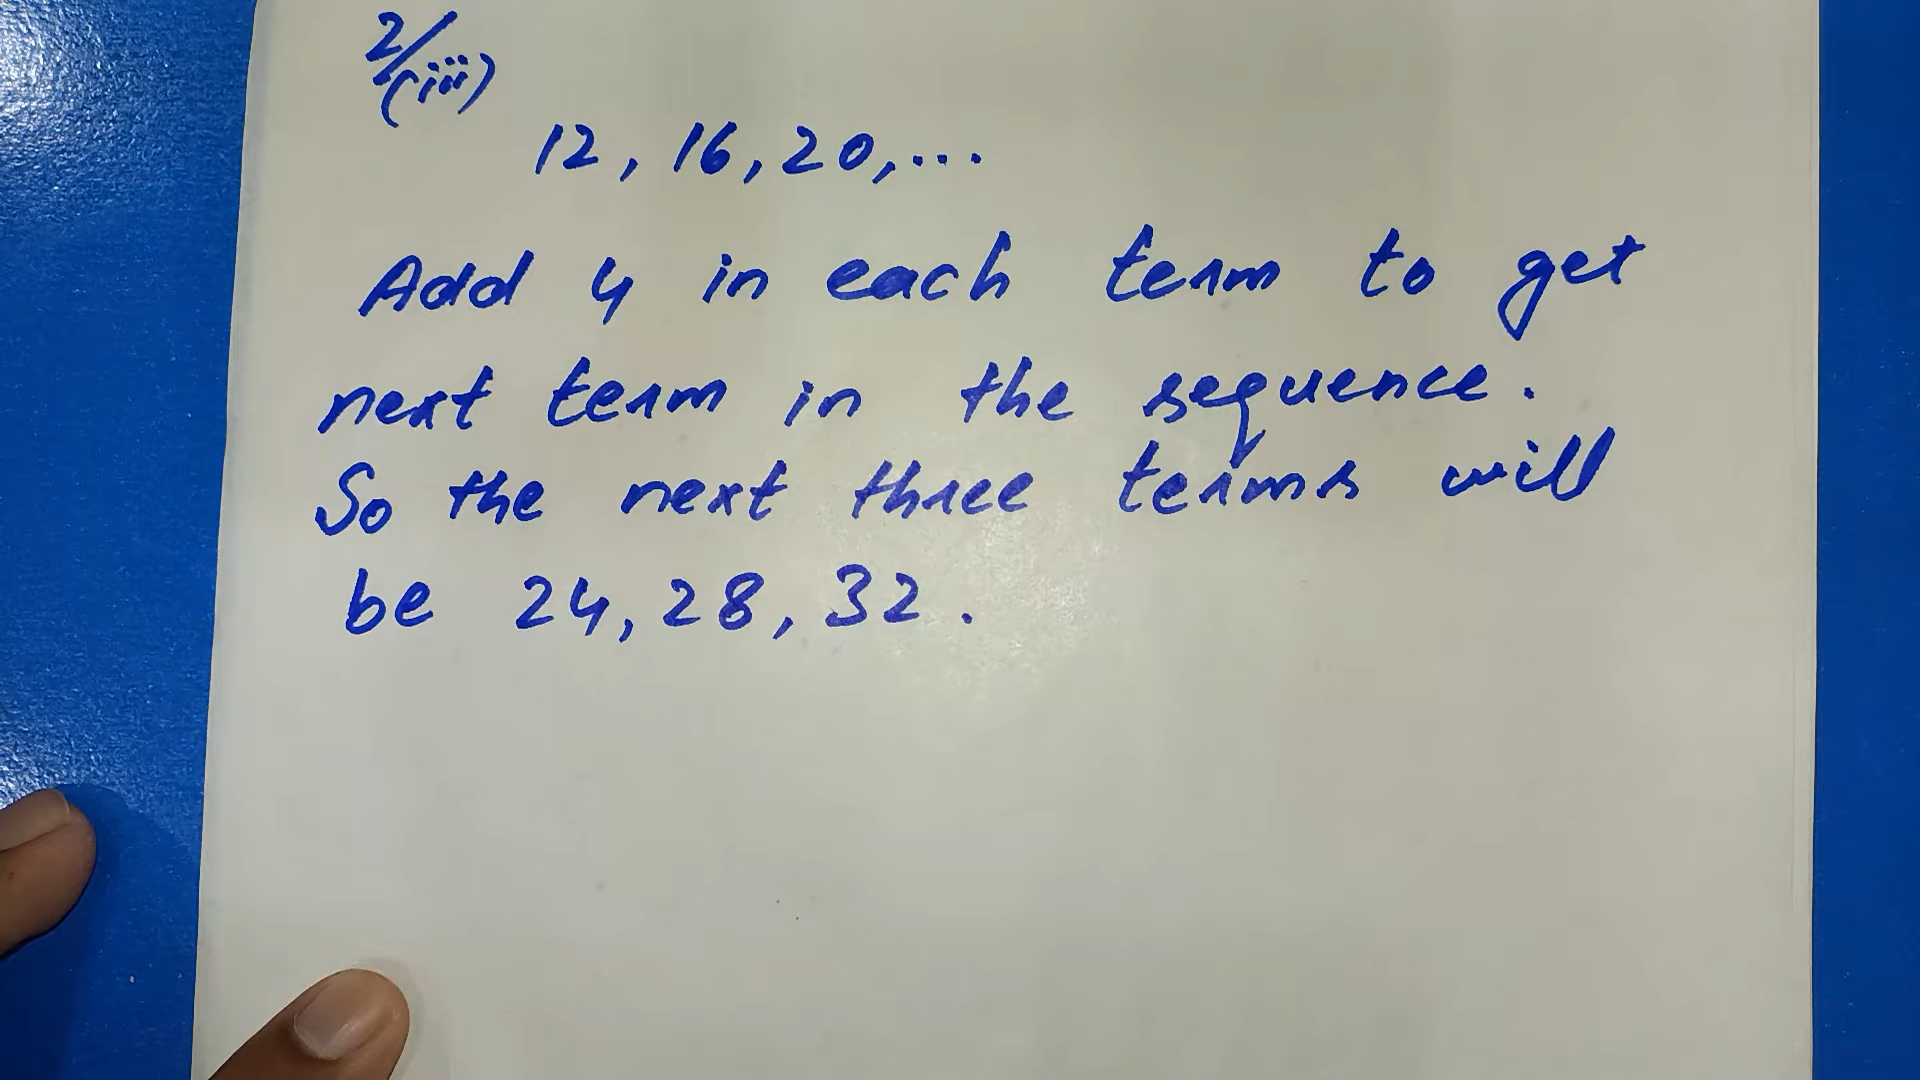 2/(iii)
12, 16, 20, ...
Add 4 in each term to get
next term in the sequence.
So the next three terms will
be 24, 28, 32.